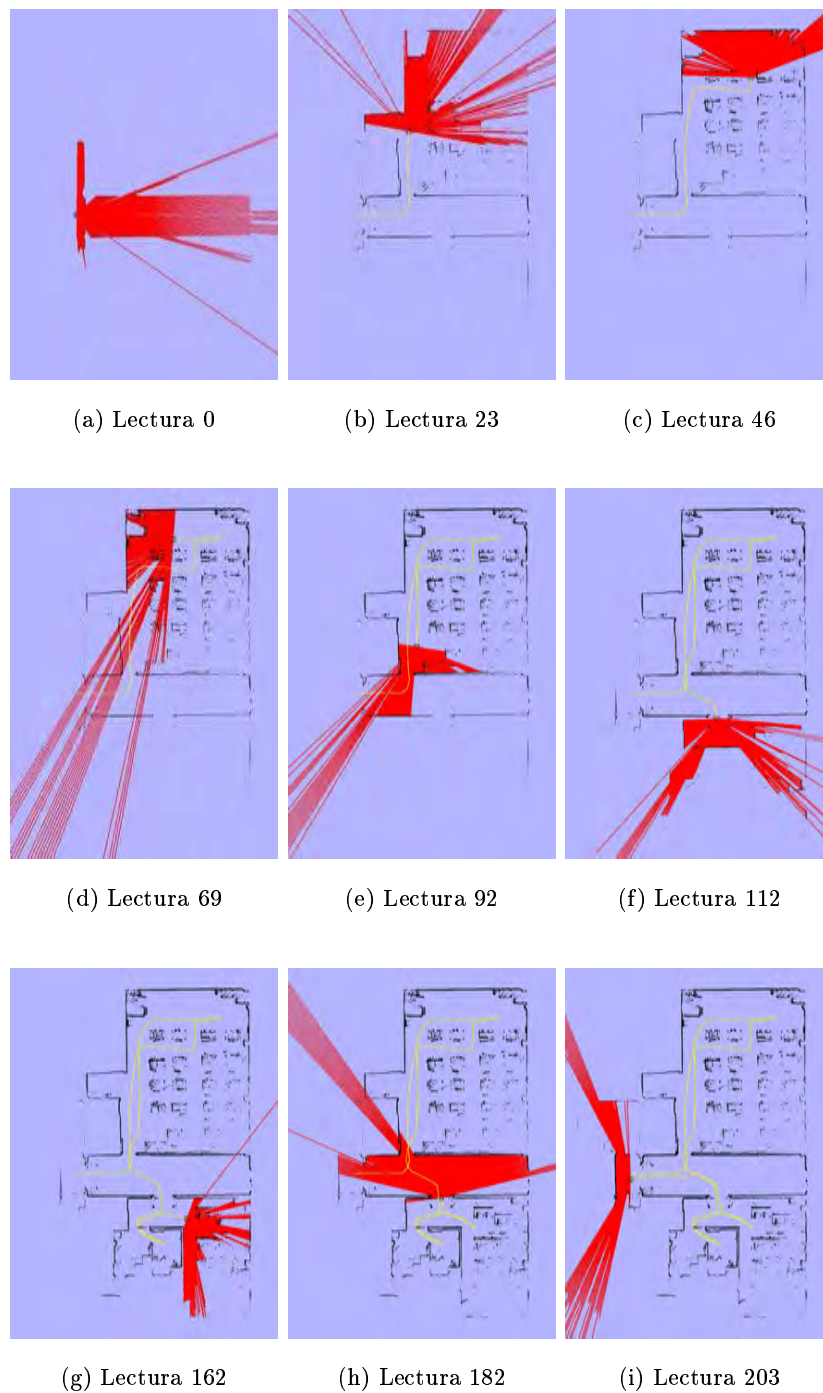 (a) Lectura 0
(b) Lectura 23
(c) Lectura 46
(d) Lectura 69
(e) Lectura 92
(f) Lectura 112
(g) Lectura 162
(h) Lectura 182
(i) Lectura 203